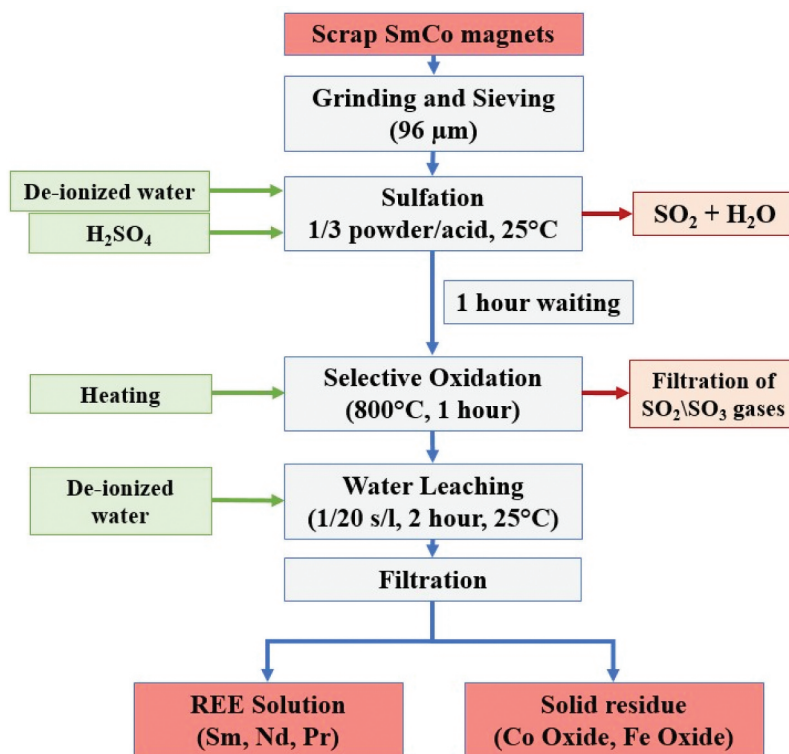 Scrap SmCo magnets
Grinding and Sieving
(96 µm)
De-ionized water
H₂SO₄
Sulfation
1/3 powder/acid, 25°C
SO₂ + H₂O
1 hour waiting
Heating
Selective Oxidation
(800°C, 1 hour)
Filtration of
SO₂\SO₃ gases
De-ionized
water
Water Leaching
(1/20 s/l, 2 hour, 25°C)
Filtration
REE Solution
(Sm, Nd, Pr)
Solid residue
(Co Oxide, Fe Oxide)